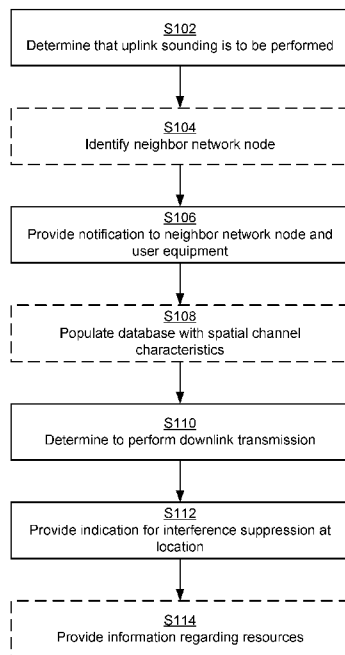 S102
Determine that uplink sounding is to be performed
S104
Identify neighbor network node
S106
Provide notification to neighbor network node and
user equipment
S108
Populate database with spatial channel
characteristics
S110
Determine to perform downlink transmission
S112
Provide indication for interference suppression at
location
S114
Provide information regarding resources